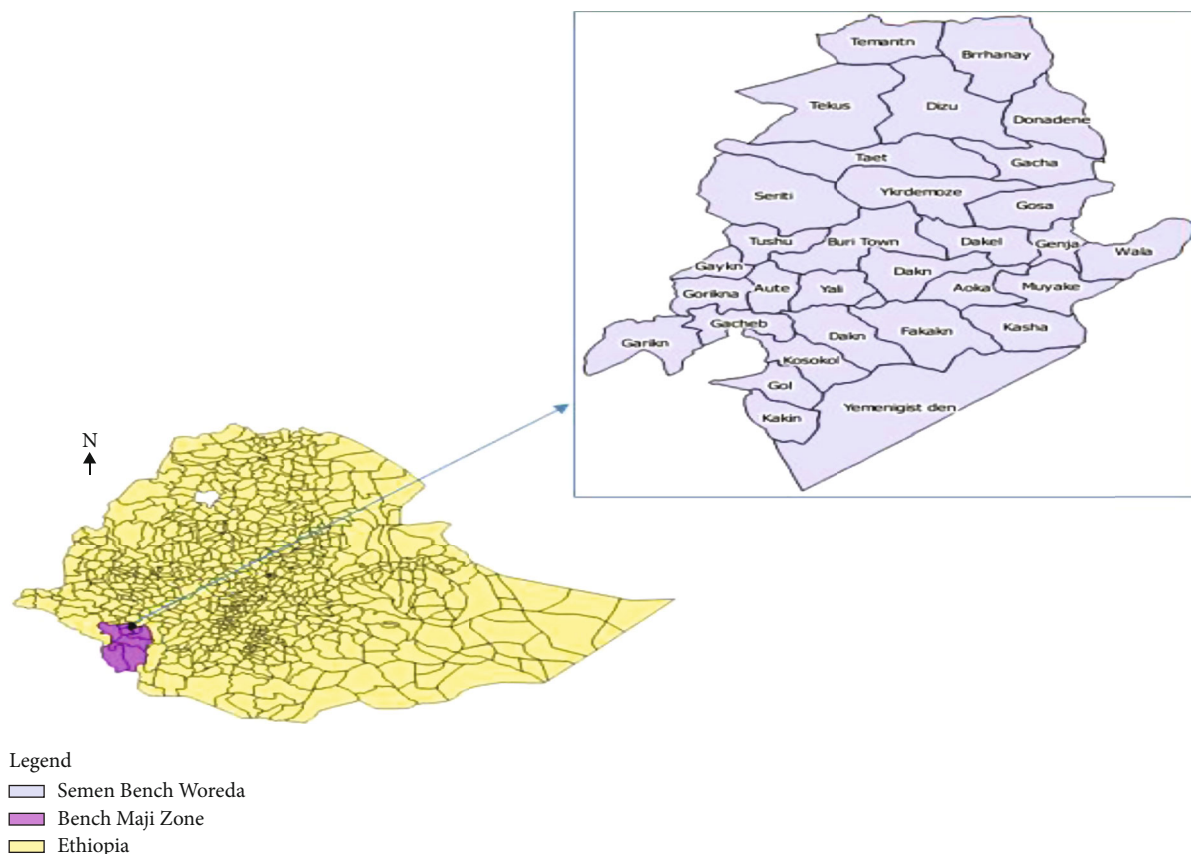 Temantn
Brrhanay
Tekus
Dizu
Donadene
Taet
Gacha
Seriti
Ykrdemoze
Gosa
Tushu
Buri Town
Dakel
Genja
Wala
Gaykn
Dakn
Gorikna
Aute
Yali
Aoka
Muyake
Gacheb
Garikn
Dakn
Fakakn
Kasha
Kosokol
Gol
Kakin
Yemenigist den
N
Legend
Semen Bench Woreda
Bench Maji Zone
Ethiopia